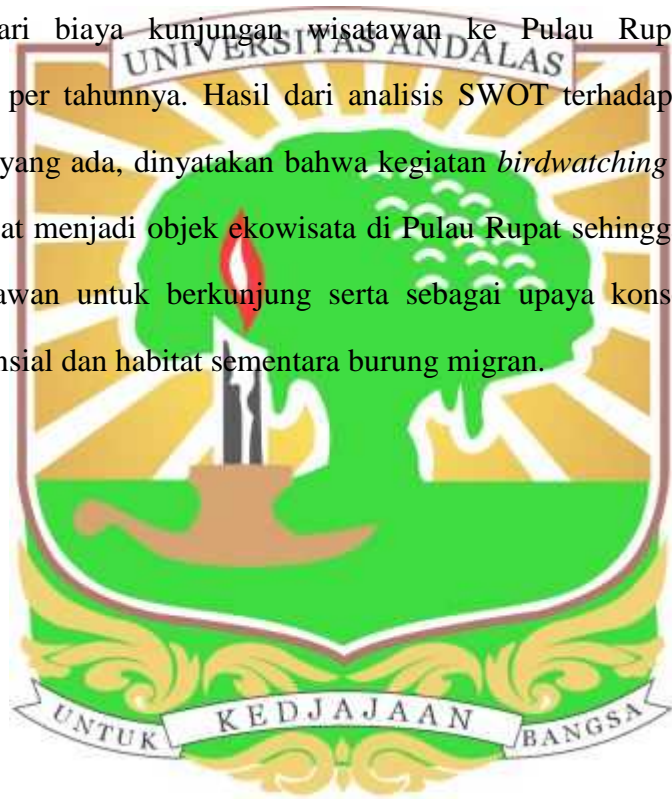 ari biaya kunjungan wisatawan ke Pulau Rup
UNIVERSITAS ANDALAS
per tahunnya. Hasil dari analisis SWOT terhadap
yang ada, dinyatakan bahwa kegiatan birdwatching
at menjadi objek ekowisata di Pulau Rupat sehingg
awan untuk berkunjung serta sebagai upaya kons
nsial dan habitat sementara burung migran.
UNTUK KEDJAJAAN BANGSA